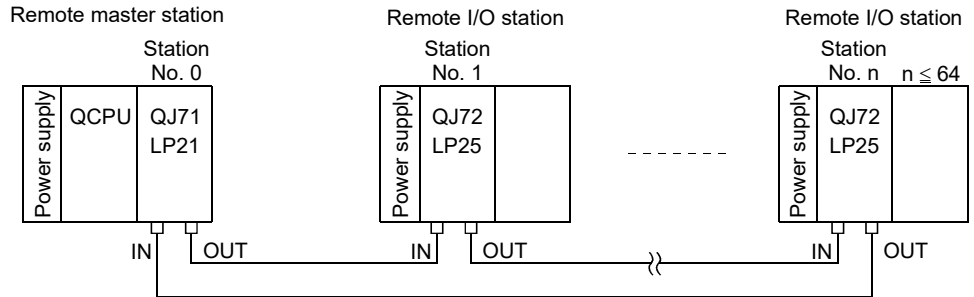 Remote master station
Remote I/O station
Remote I/O station
Station
No. 0
Station
No. 1
Station
No. n n ≦ 64
Power supply
QCPU
QJ71
LP21
Power supply
QJ72
LP25
Power supply
QJ72
LP25
IN
OUT
IN
OUT
IN
OUT